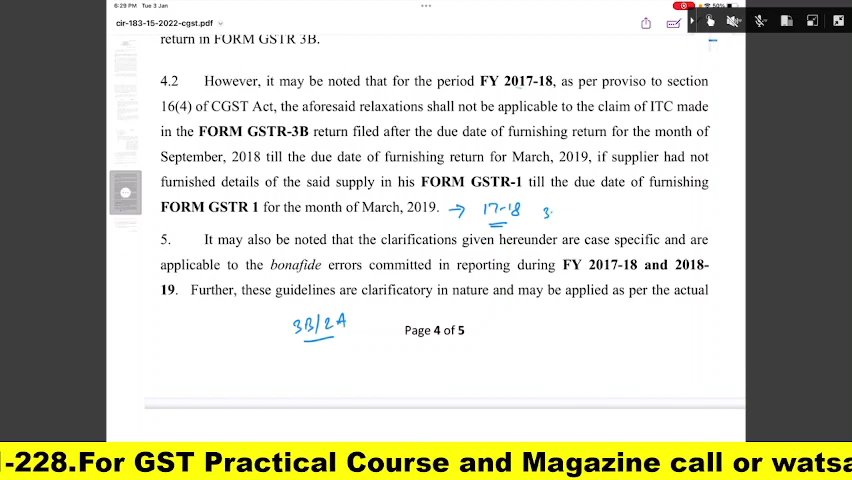 6:29 PM Tue 3 Jan
50%
cir-183-15-2022-cgst.pdf
return in FORM GSTR 3B.
4.2 However, it may be noted that for the period FY 2017-18, as per proviso to section
16(4) of CGST Act, the aforesaid relaxations shall not be applicable to the claim of ITC made
in the FORM GSTR-3B return filed after the due date of furnishing return for the month of
September, 2018 till the due date of furnishing return for March, 2019, if supplier had not
furnished details of the said supply in his FORM GSTR-1 till the due date of furnishing
FORM GSTR 1 for the month of March, 2019. → 17-18 3
5. It may also be noted that the clarifications given hereunder are case specific and are
applicable to the bonafide errors committed in reporting during FY 2017-18 and 2018-
19. Further, these guidelines are clarificatory in nature and may be applied as per the actual
3B/2A
Page 4 of 5
1-228.For GST Practical Course and Magazine call or watsa